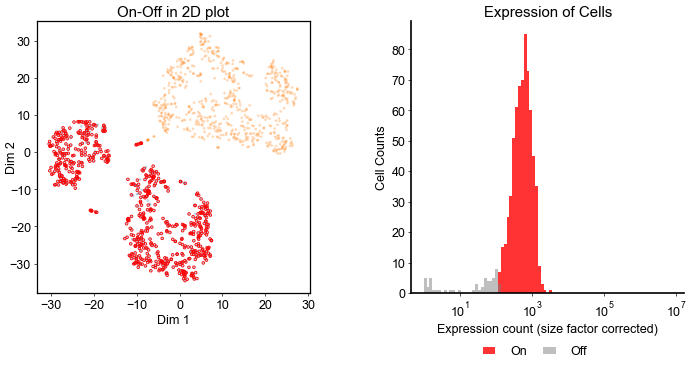 On-Off in 2D plot
30
20
10
0
−10
−20
−30
Dim 2
−30 −20 −10 0 10 20 30
Dim 1
Expression of Cells
80
70
60
50
40
30
20
10
0
Cell Counts
10^1 10^3 10^5 10^7
Expression count (size factor corrected)
On Off